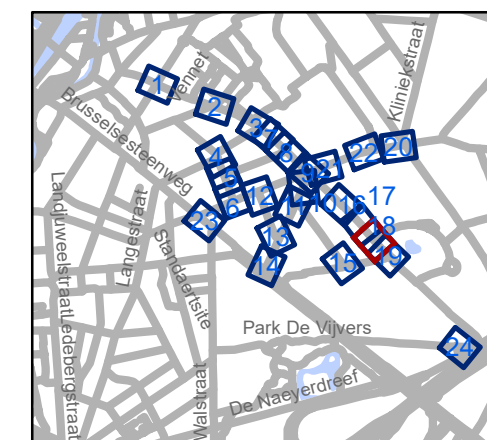 Vennet
Kliniekstraat
Brusselsesteenweg
Landjuweelstraat
Ledebergstraat
Langestraat
Standaertsite
Walstraat
Park De Vijvers
De Naeyerdreef
1
2
3
4
5
6
8
9
10
11
12
13
14
15
16
17
18
19
20
22
23
24